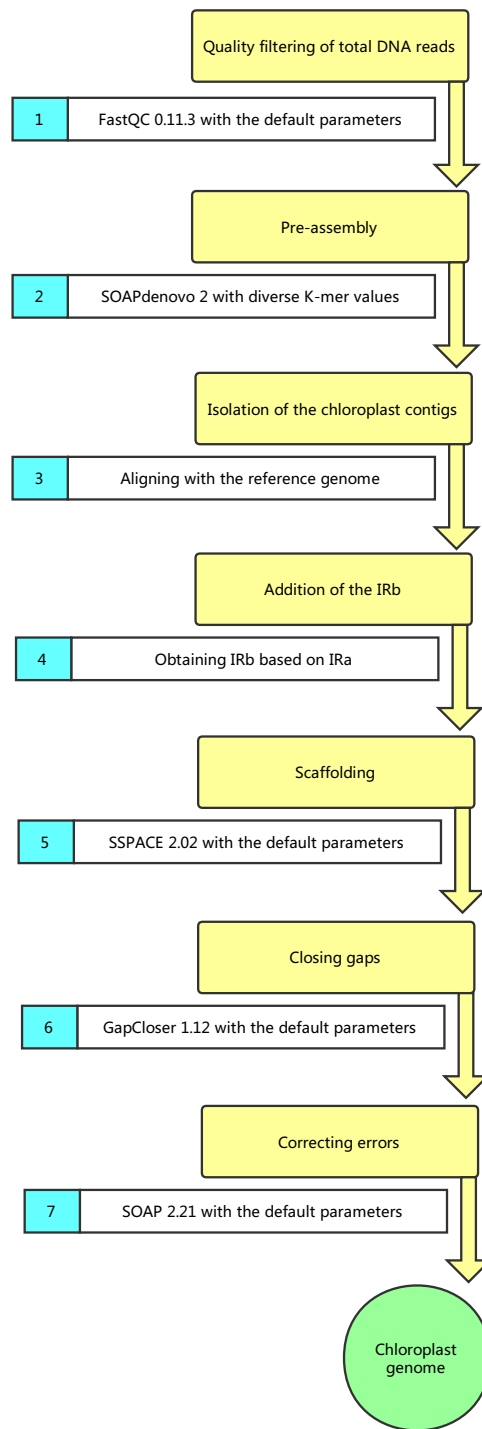 Quality filtering of total DNA reads
1 FastQC 0.11.3 with the default parameters
Pre-assembly
2 SOAPdenovo 2 with diverse K-mer values
Isolation of the chloroplast contigs
3 Aligning with the reference genome
Addition of the IRb
4 Obtaining IRb based on IRa
Scaffolding
5 SSPACE 2.02 with the default parameters
Closing gaps
6 GapCloser 1.12 with the default parameters
Correcting errors
7 SOAP 2.21 with the default parameters
Chloroplast
genome